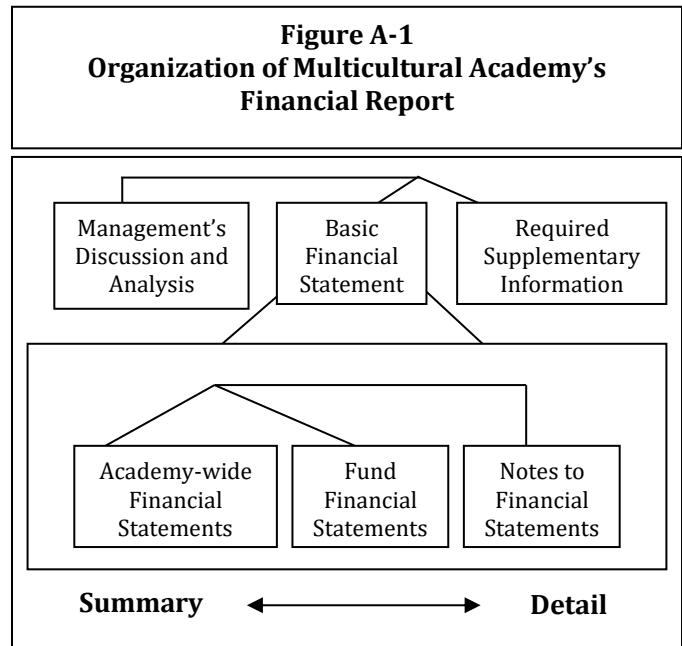 Figure A-1
Organization of Multicultural Academy’s
Financial Report
Management’s
Discussion and
Analysis
Basic
Financial
Statement
Required
Supplementary
Information
Academy-wide
Financial
Statements
Fund
Financial
Statements
Notes to
Financial
Statements
Summary
Detail